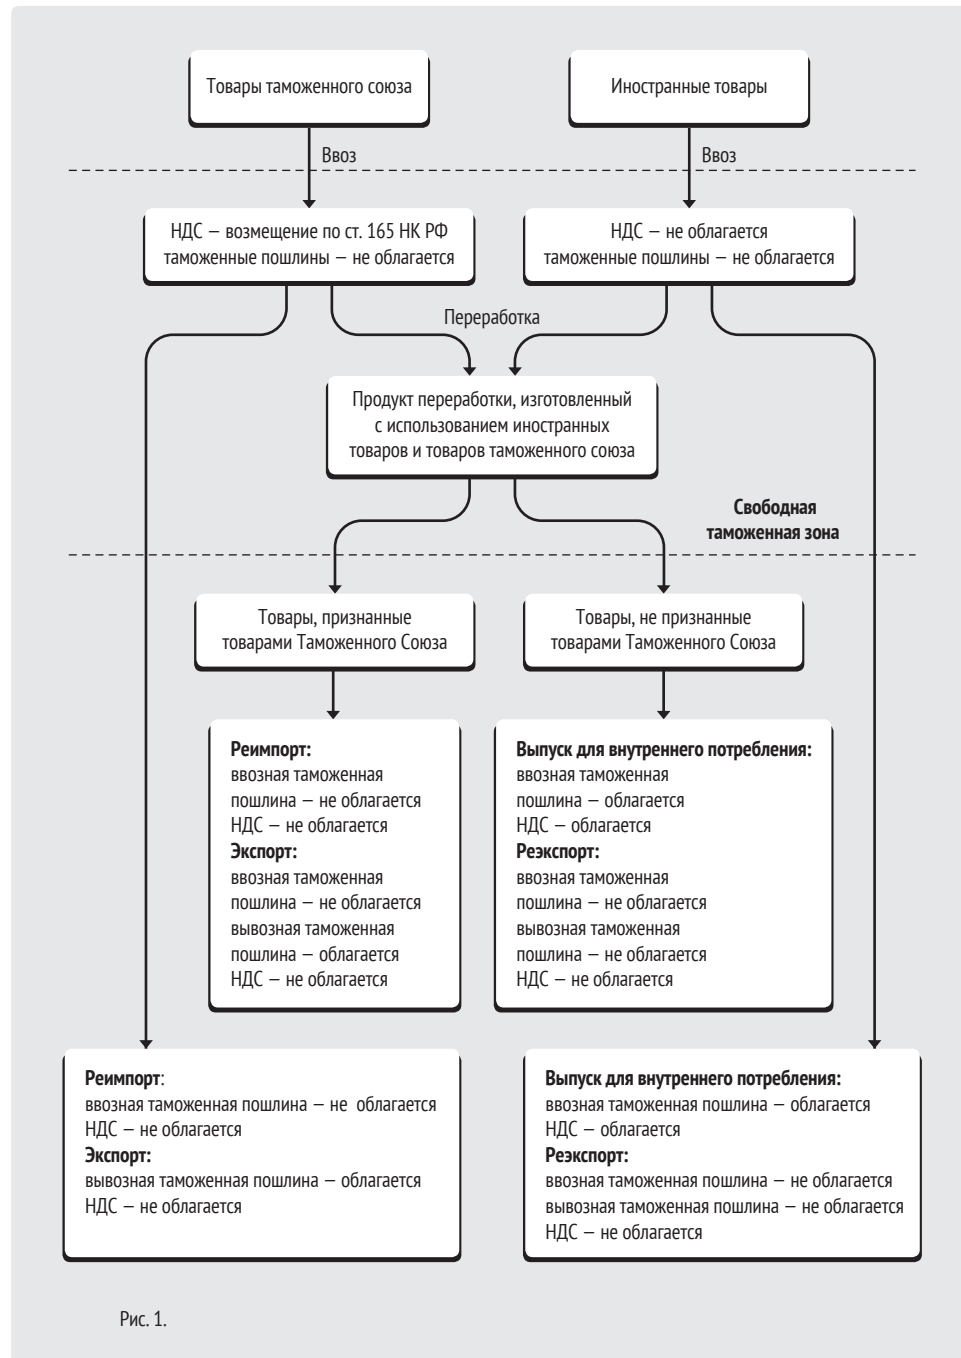 Товары таможенного союза
Иностранные товары
Ввоз
Ввоз
НДС — возмещение по ст. 165 НК РФ
таможенные пошлины — не облагается
НДС — не облагается
таможенные пошлины — не облагается
Переработка
Продукт переработки, изготовленный
с использованием иностранных
товаров и товаров таможенного союза
Свободная
таможенная зона
Товары, признанные
товарами Таможенного Союза
Товары, не признанные
товарами Таможенного Союза
Реимпорт:
ввозная таможенная
пошлина — не облагается
НДС — не облагается
Экспорт:
ввозная таможенная
пошлина — не облагается
вывозная таможенная
пошлина — облагается
НДС — не облагается
Выпуск для внутреннего потребления:
ввозная таможенная
пошлина — облагается
НДС — облагается
Реэкспорт:
ввозная таможенная
пошлина — не облагается
вывозная таможенная
пошлина — не облагается
НДС — не облагается
Реимпорт:
ввозная таможенная пошлина — не облагается
НДС — не облагается
Экспорт:
вывозная таможенная пошлина — облагается
НДС — не облагается
Выпуск для внутреннего потребления:
ввозная таможенная пошлина — облагается
НДС — облагается
Реэкспорт:
ввозная таможенная пошлина — не облагается
вывозная таможенная пошлина — не облагается
НДС — не облагается
Рис. 1.